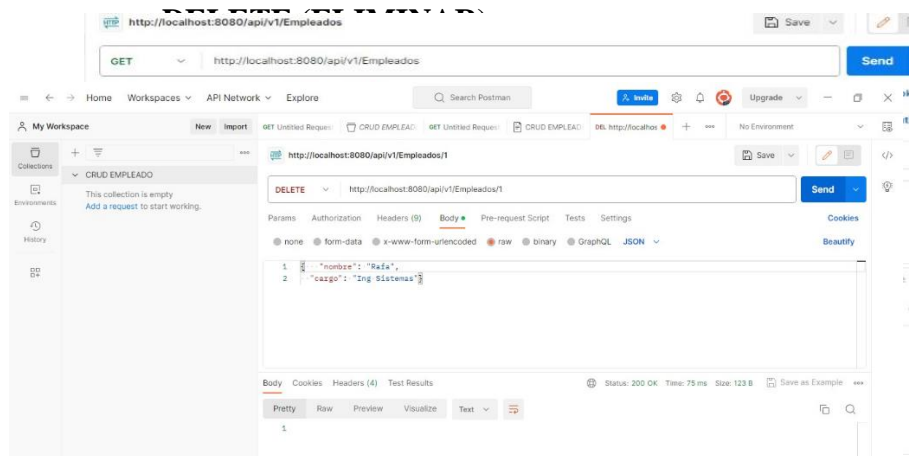 DELETE (ELIMINAR)
http://localhost:8080/api/v1/Empleados
Save
GET http://localhost:8080/api/v1/Empleados Send
Home Workspaces API Network Explore Search Postman Invite Upgrade
My Workspace New Import GET Untitled Reques CRUD EMPLEAD GET Untitled Reques CRUD EMPLEAD DEL http://localhos No Environment
Collections
CRUD EMPLEADO
http://localhost:8080/api/v1/Empleados/1 Save
This collection is empty
Add a request to start working.
Environments
History
DELETE http://localhost:8080/api/v1/Empleados/1 Send
Params Authorization Headers (9) Body Pre-request Script Tests Settings Cookies
none form-data x-www-form-urlencoded raw binary GraphQL JSON Beautify
1 { "nombre": "Rafa",
2 "cargo": "Ing Sistemas"}
Body Cookies Headers (4) Test Results Status: 200 OK Time: 75 ms Size: 123 B Save as Example
Pretty Raw Preview Visualize Text
1